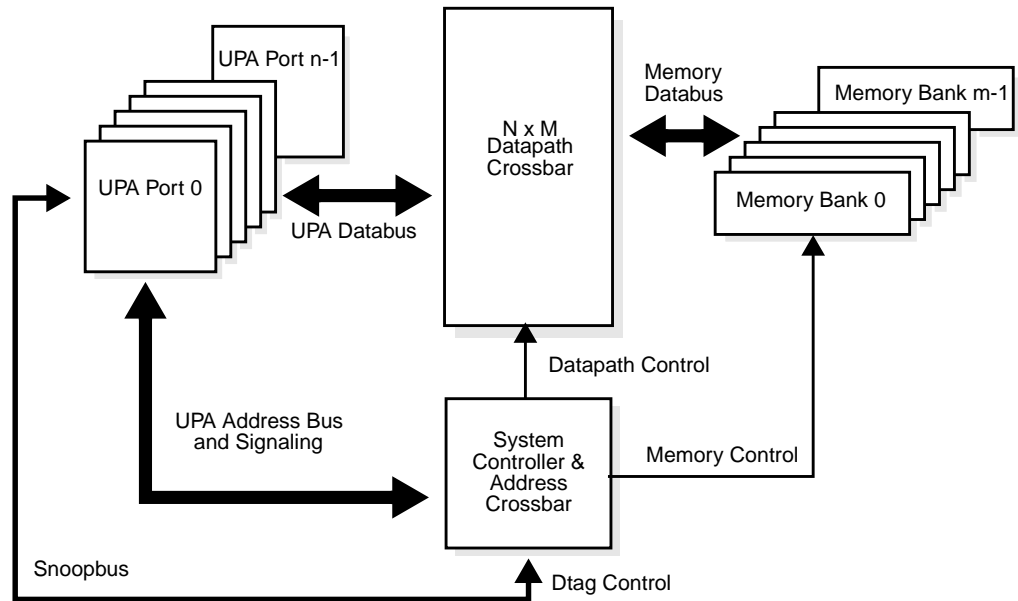 UPA Port n-1
UPA Port 0
UPA Databus
N x M
Datapath
Crossbar
Memory
Databus
Memory Bank m-1
Memory Bank 0
Datapath Control
UPA Address Bus
and Signaling
System
Controller &
Address
Crossbar
Memory Control
Snoopbus
Dtag Control